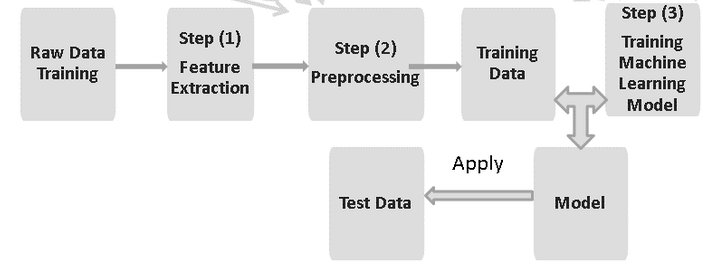 Raw Data
Training
Step (1)
Feature
Extraction
Step (2)
Preprocessing
Training
Data
Step (3)
Training
Machine
Learning
Model
Test Data
Apply
Model